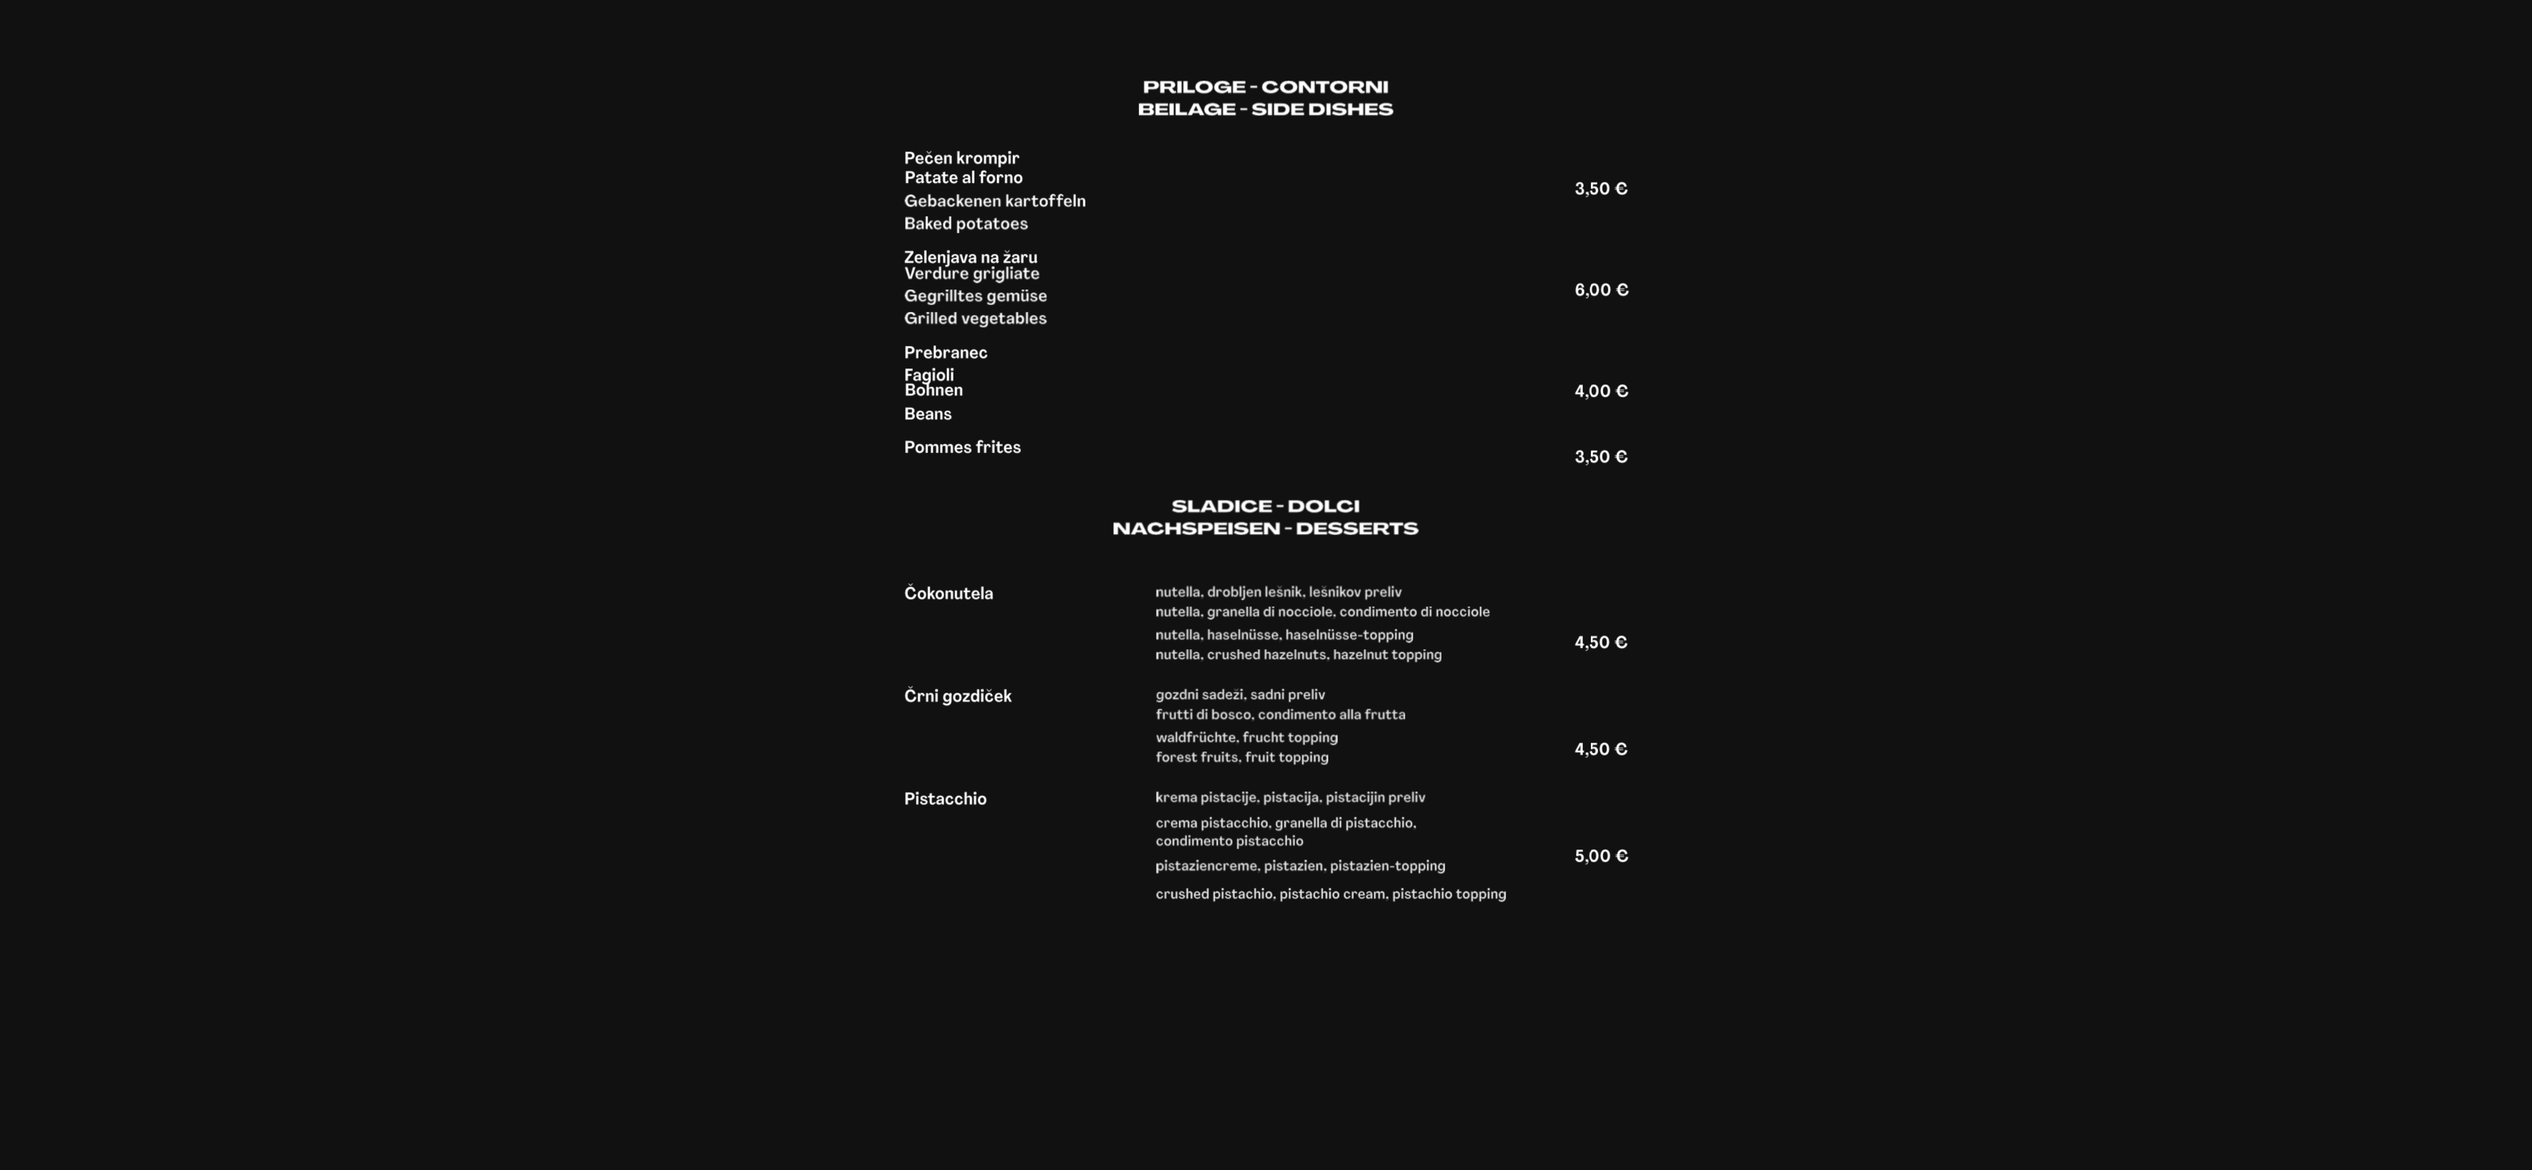 PRILOGE - CONTORNI
BEILAGE - SIDE DISHES
Pečen krompir
Patate al forno
Gebackenen kartoffeln
Baked potatoes
3,50 €
Zelenjava na žaru
Verdure grigliate
Gegrilltes gemüse
Grilled vegetables
6,00 €
Prebranec
Fagioli
Bohnen
Beans
4,00 €
Pommes frites
3,50 €
SLADICE - DOLCI
NACHSPEISEN - DESSERTS
Čokonutela
nutella, drobljen lešnik, lešnikov preliv
nutella, granella di nocciole, condimento di nocciole
nutella, haselnüsse, haselnüsse-topping
nutella, crushed hazelnuts, hazelnut topping
4,50 €
Črni gozdiček
gozdni sadeži, sadni preliv
frutti di bosco, condimento alla frutta
waldfrüchte, frucht topping
forest fruits, fruit topping
4,50 €
Pistacchio
krema pistacije, pistacija, pistacijin preliv
crema pistacchio, granella di pistacchio,
condimento pistacchio
pistaziencreme, pistazien, pistazien-topping
crushed pistachio, pistachio cream, pistachio topping
5,00 €